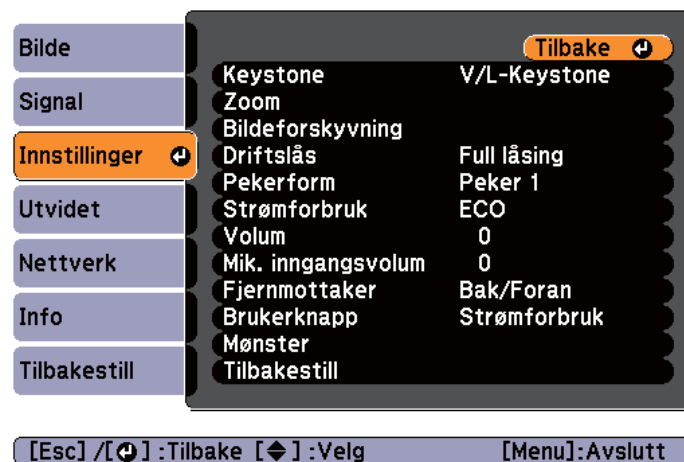 Bilde
Signal
Innstillinger
Utvidet
Nettverk
Info
Tilbakestill
Tilbake
Keystone V/L-Keystone
Zoom
Bildeforskyvning
Driftslås Full låsing
Pekerform Peker 1
Strømforbruk ECO
Volum 0
Mik. inngangsvolum 0
Fjernmottaker Bak/Foran
Brukerknapp Strømforbruk
Mønster
Tilbakestill
[Esc] /[ ] :Tilbake [ ] :Velg [Menu]:Avslutt